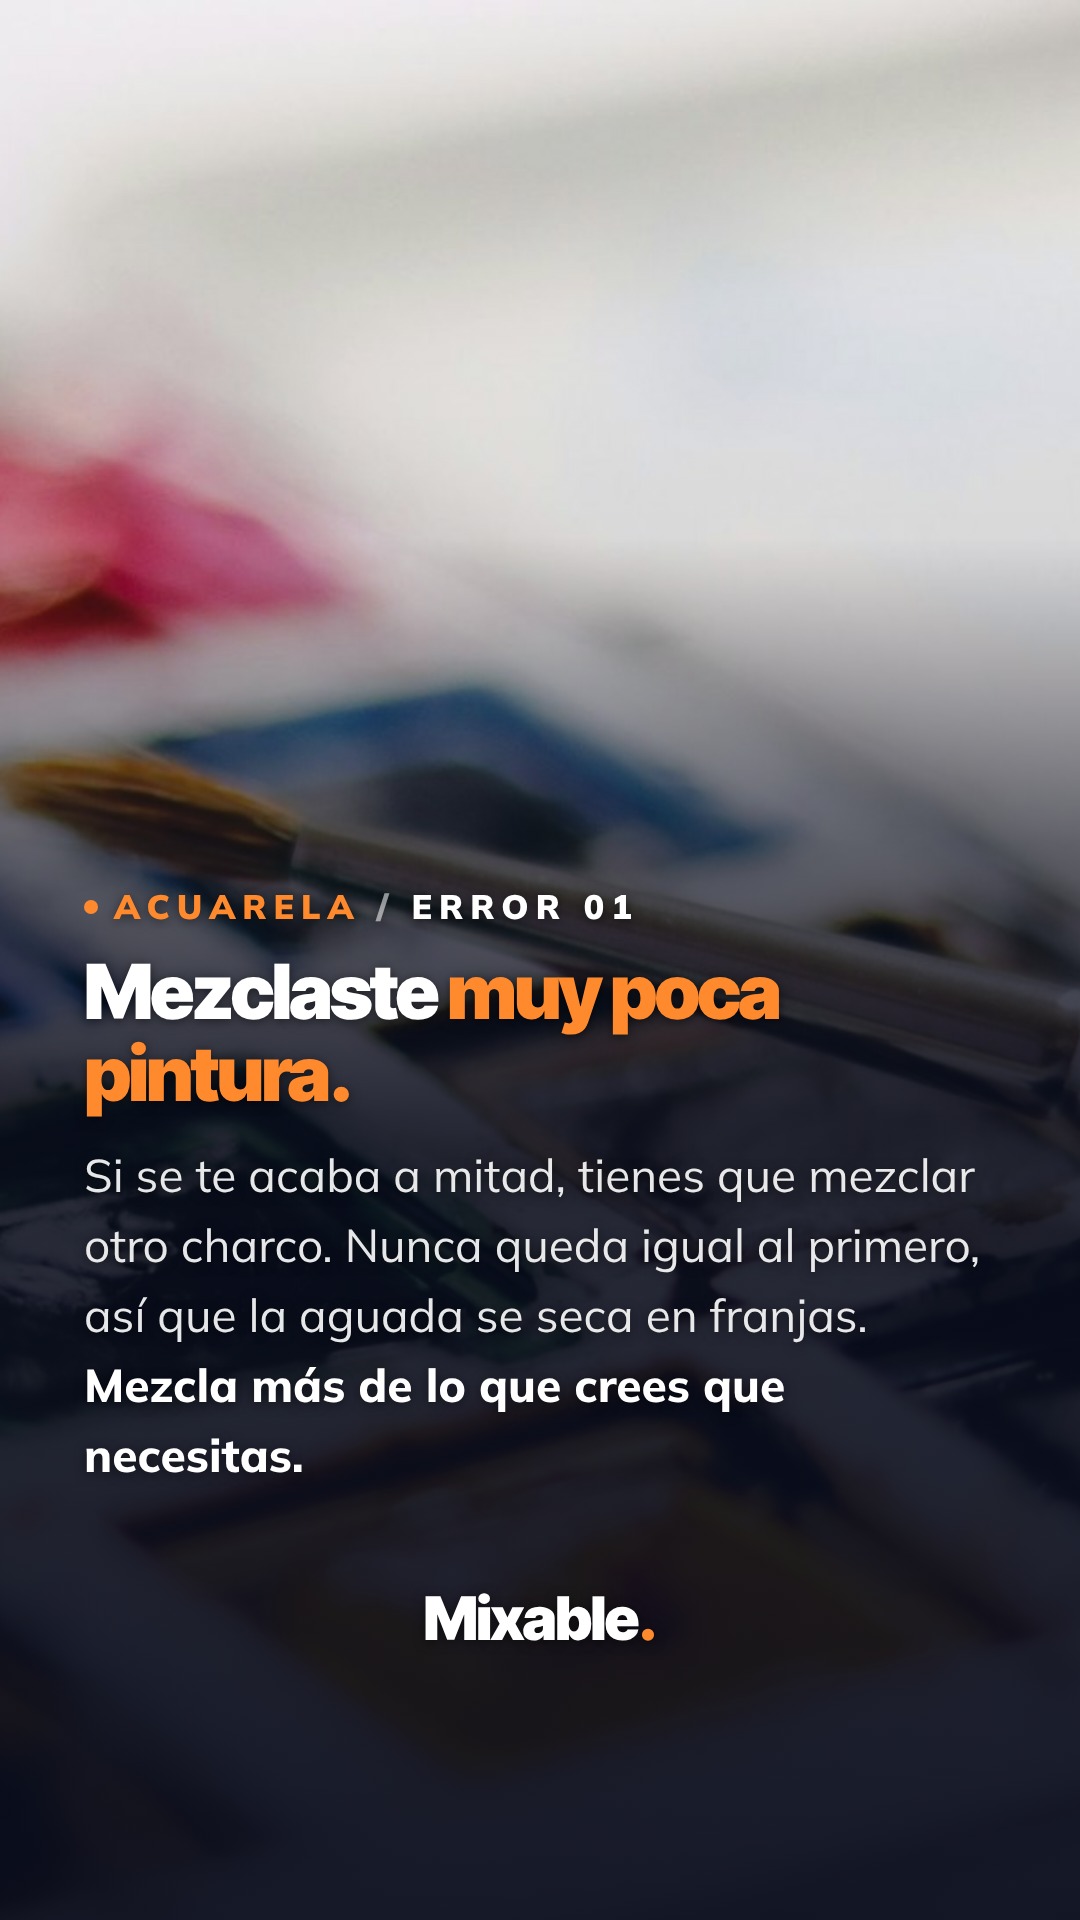 • ACUARELA / ERROR 01
Mezclaste muy poca
pintura.
Si se te acaba a mitad, tienes que mezclar
otro charco. Nunca queda igual al primero,
así que la aguada se seca en franjas.
Mezcla más de lo que crees que
necesitas.
Mixable.